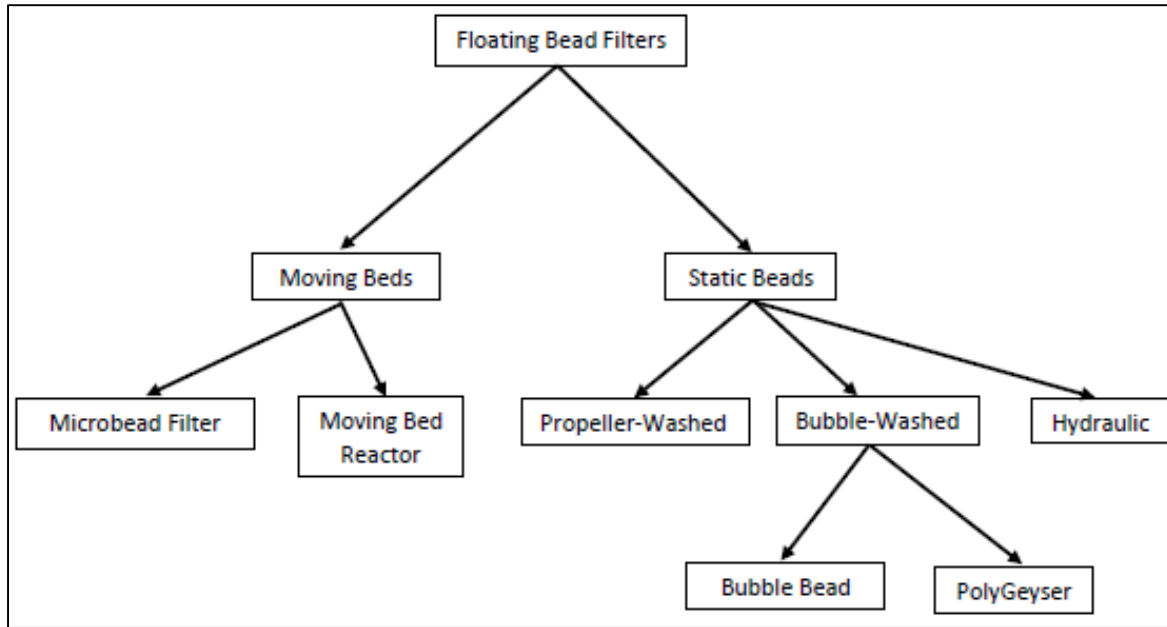 Floating Bead Filters
Moving Beds
Static Beads
Microbead Filter
Moving Bed
Reactor
Propeller-Washed
Bubble-Washed
Hydraulic
Bubble Bead
PolyGeyser